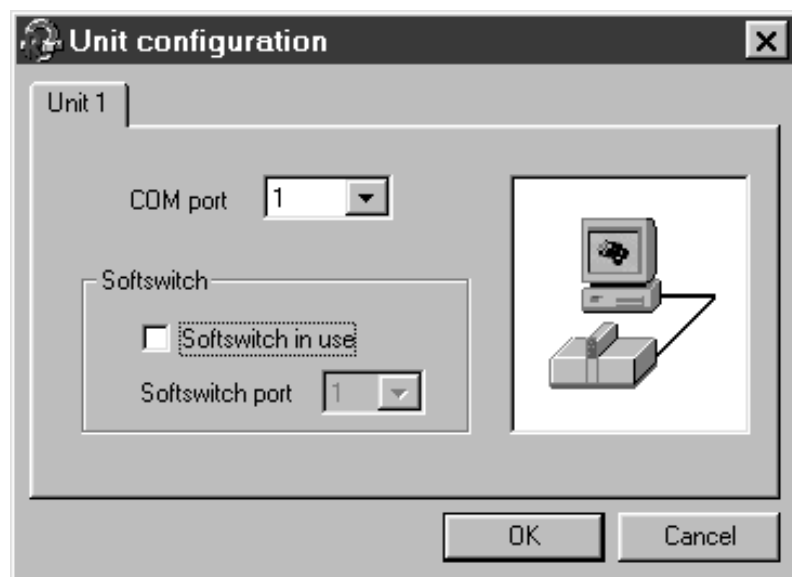 Unit configuration
Unit 1
COM port 1
Softswitch
Softswitch in use
Softswitch port 1
OK Cancel